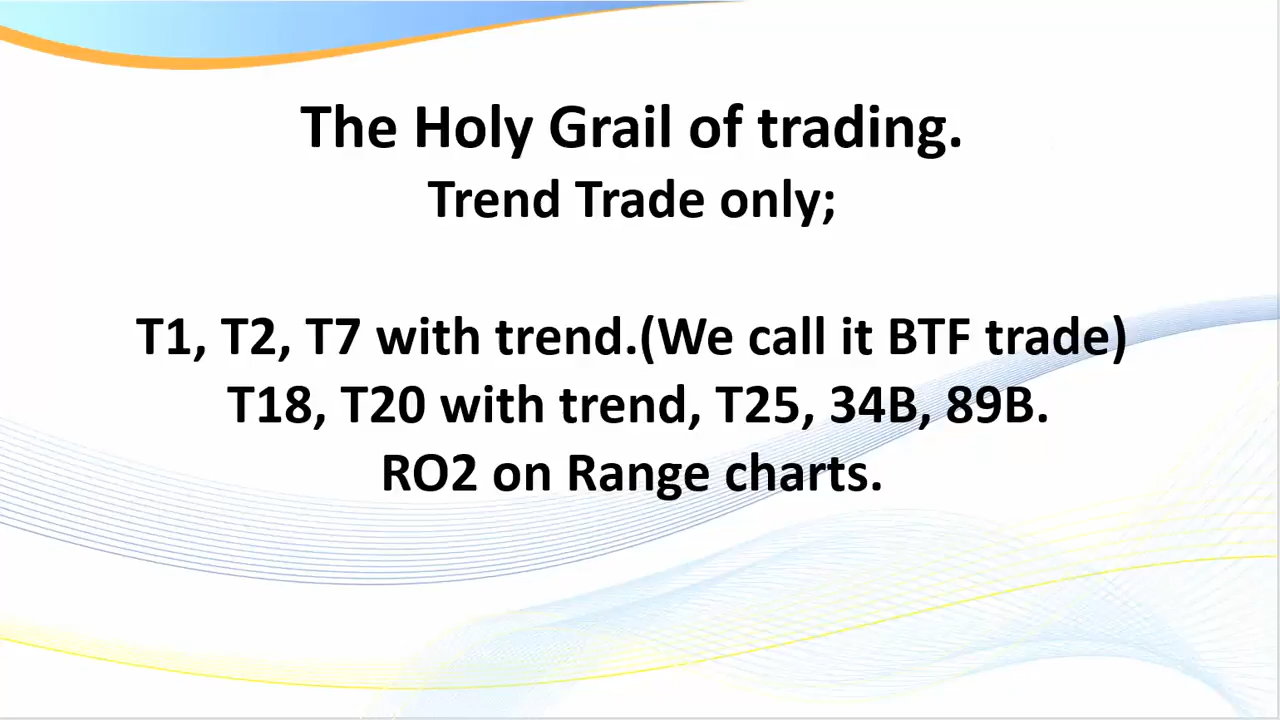 The Holy Grail of trading.
Trend Trade only;
T1, T2, T7 with trend.(We call it BTF trade)
T18, T20 with trend, T25, 34B, 89B.
RO2 on Range charts.